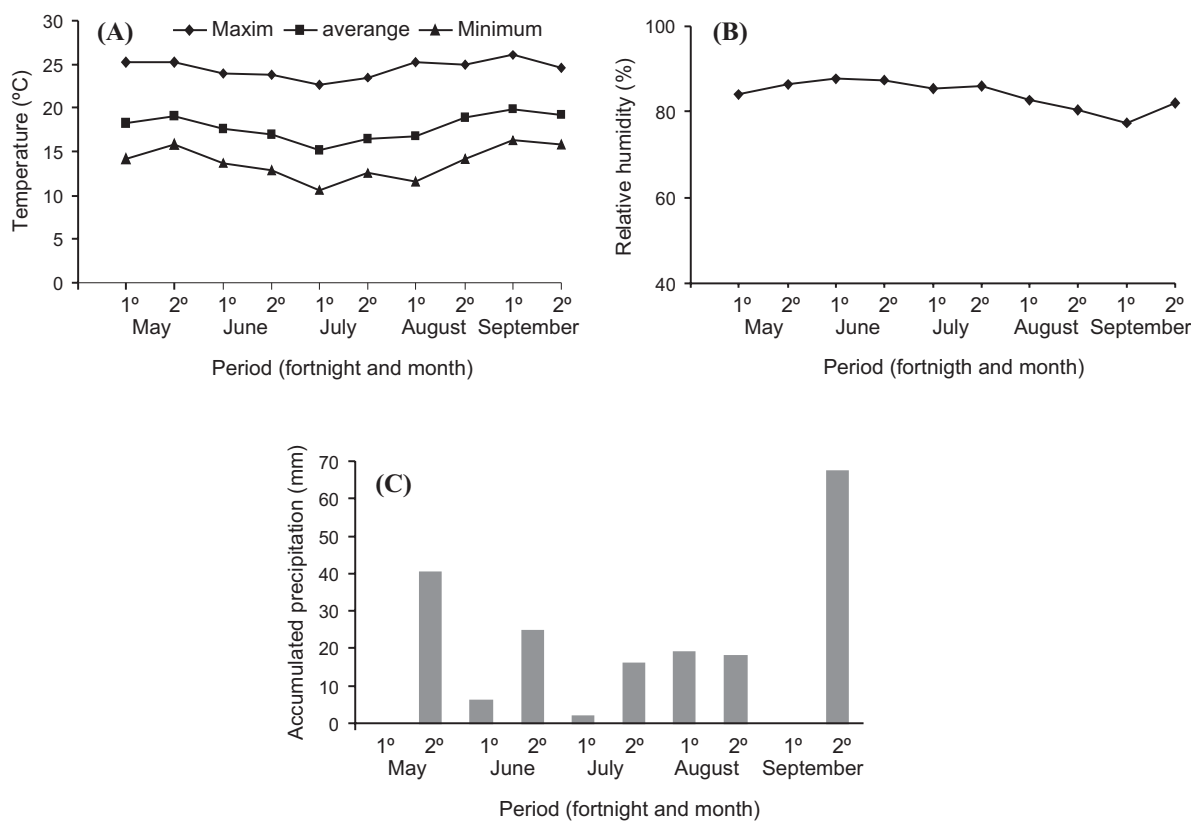 (A)
Maxim averange Minimum
Temperature (ºC)
30
25
20
15
10
5
0
1º 2º 1º 2º 1º 2º 1º 2º 1º 2º
May June July August September
Period (fortnight and month)
(B)
Relative humidity (%)
100
80
60
40
1º 2º 1º 2º 1º 2º 1º 2º 1º 2º
May June July August September
Period (fortnigth and month)
(C)
Accumulated precipitation (mm)
70
60
50
40
30
20
10
0
1º 2º 1º 2º 1º 2º 1º 2º 1º 2º
May June July August September
Period (fortnight and month)